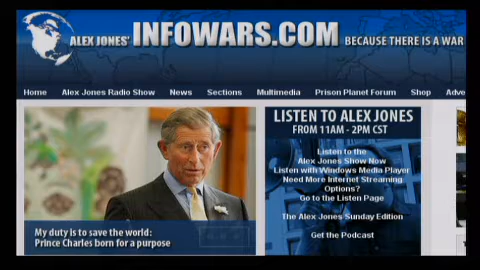 ALEX JONES' INFOWARS.COM BECAUSE THERE IS A WAR
Home Alex Jones Radio Show News Sections Multimedia Prison Planet Forum Shop Adve
LISTEN TO ALEX JONES
FROM 11AM - 2PM CST
Listen to the
Alex Jones Show Now
Listen with Windows Media Player
Need More Internet Streaming
Options?
Go to the Listen Page
The Alex Jones Sunday Edition
Get the Podcast
My duty is to save the world:
Prince Charles born for a purpose